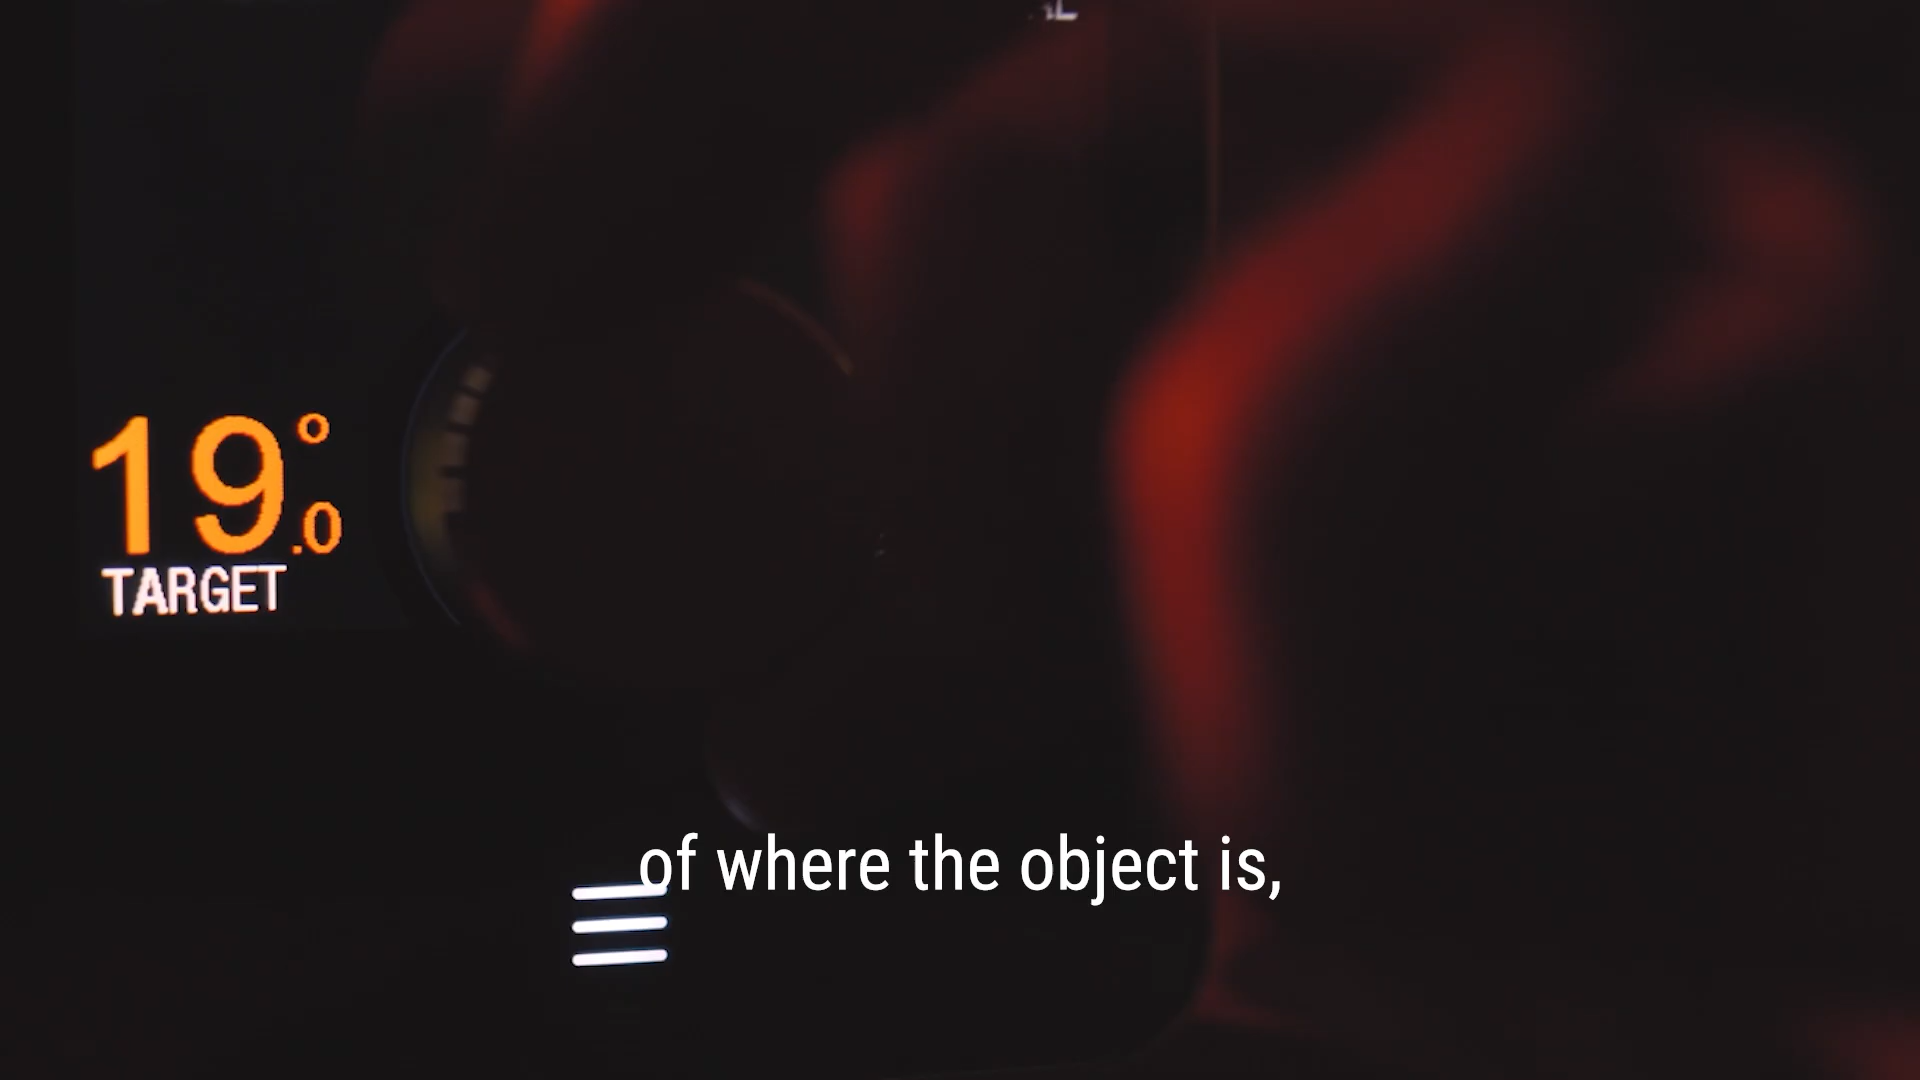 19.0°
TARGET
of where the object is,